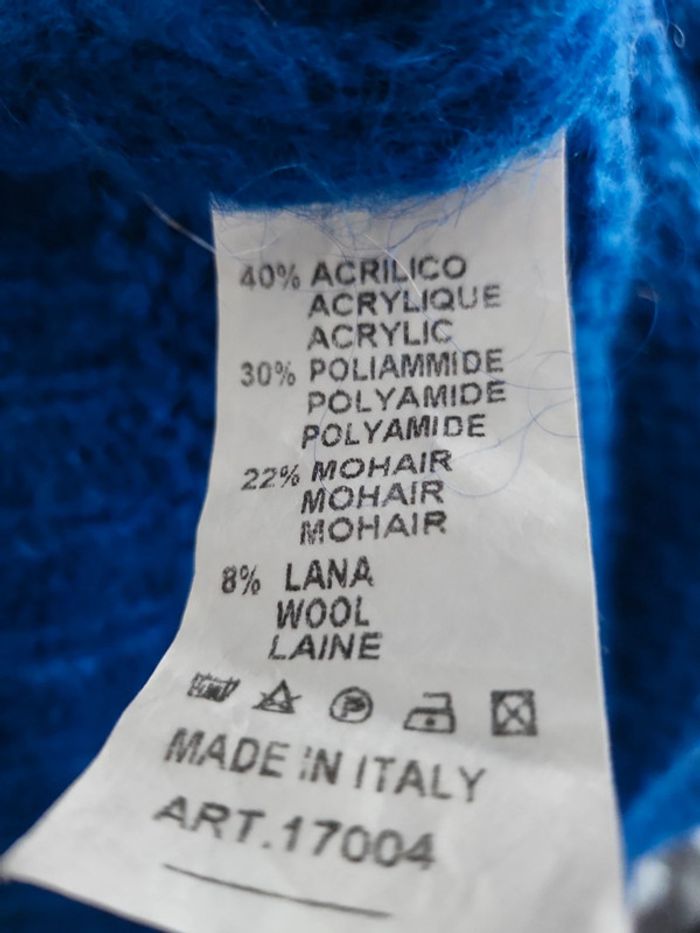 40% ACRILICO
ACRYLIQUE
ACRYLIC
30% POLIAMMIDE
POLYAMIDE
POLYAMIDE
22% MOHAIR
MOHAIR
MOHAIR
8% LANA
WOOL
LAINE
P
MADE IN ITALY
ART.17004